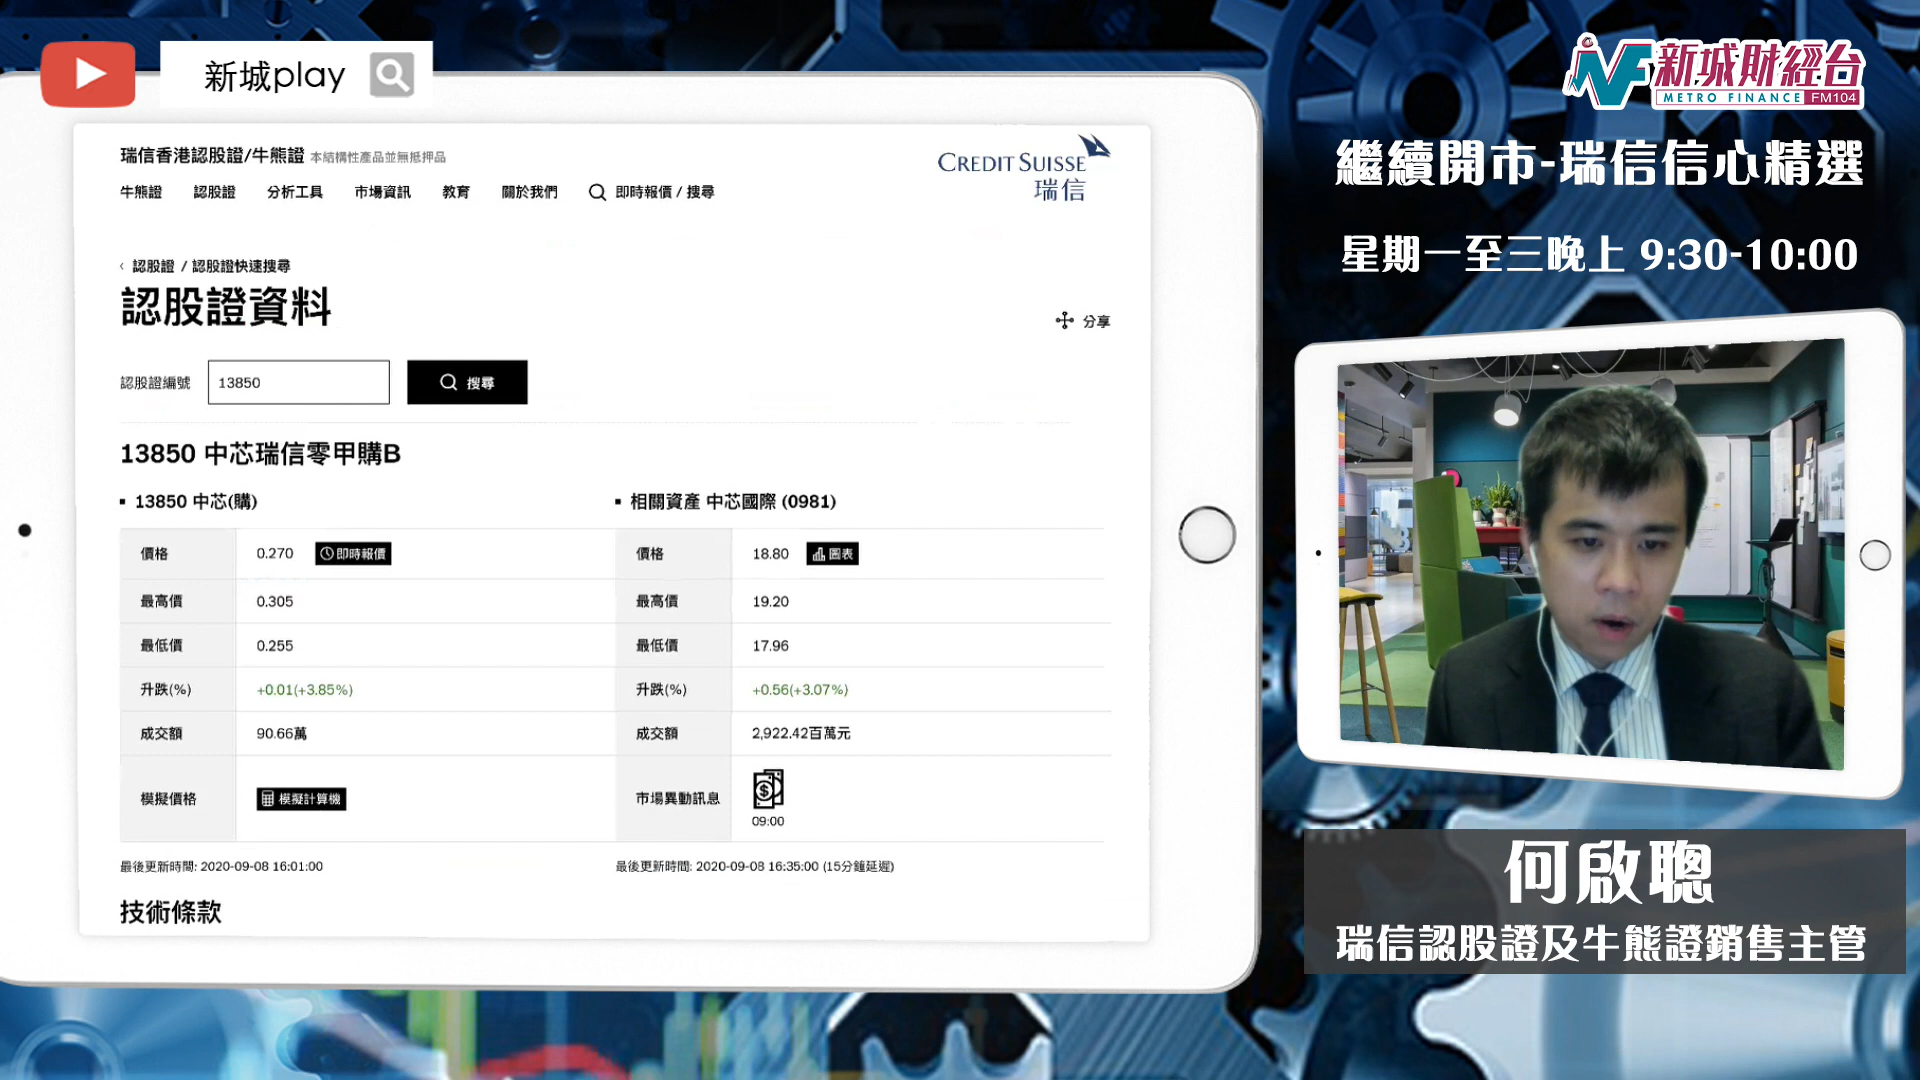 新城play
新城財經台
METRO FINANCE FM104
繼續開市-瑞信信心精選
星期一至三晚上 9:30-10:00
瑞信香港認股證/牛熊證 本結構性產品並無抵押品
CREDIT SUISSE
瑞信
牛熊證 認股證 分析工具 市場資訊 教育 關於我們 即時報價 / 搜尋
‹ 認股證 / 認股證快速搜尋
認股證資料
分享
認股證編號 13850 搜尋
13850 中芯瑞信零甲購B
▪ 13850 中芯(購)
價格 0.270 即時報價
最高價 0.305
最低價 0.255
升跌(%) +0.01(+3.85%)
成交額 90.66萬
模擬價格 模擬計算機
最後更新時間: 2020-09-08 16:01:00
▪ 相關資產 中芯國際 (0981)
價格 18.80 圖表
最高價 19.20
最低價 17.96
升跌(%) +0.56(+3.07%)
成交額 2,922.42百萬元
市場異動訊息 $ 09:00
最後更新時間: 2020-09-08 16:35:00 (15分鐘延遲)
技術條款
何啟聰
瑞信認股證及牛熊證銷售主管